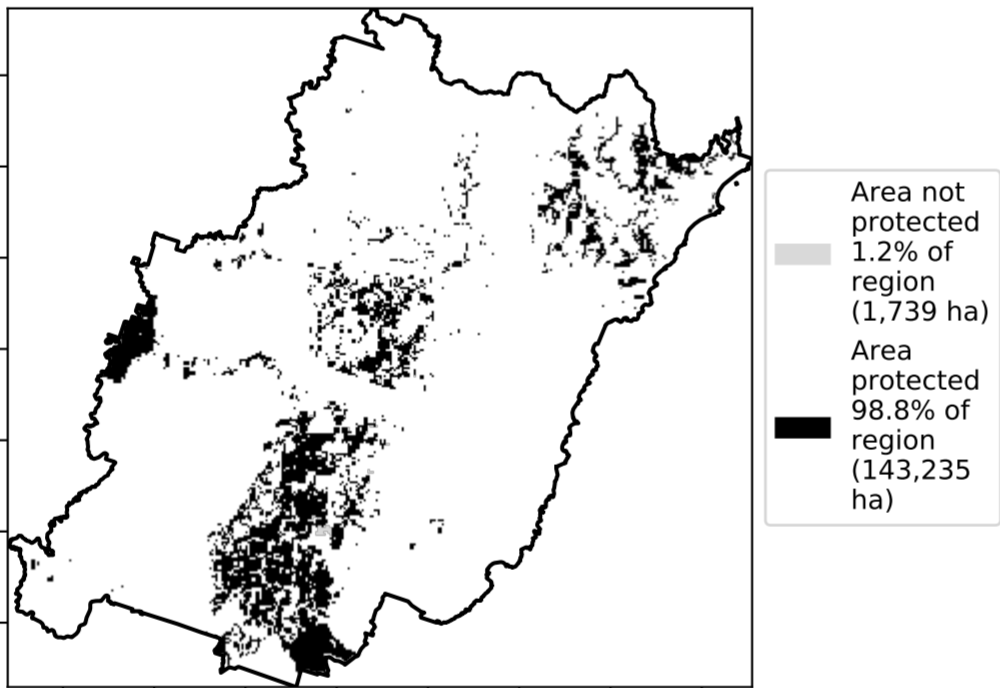 Area not
protected
1.2% of
region
(1,739 ha)
Area
protected
98.8% of
region
(143,235
ha)